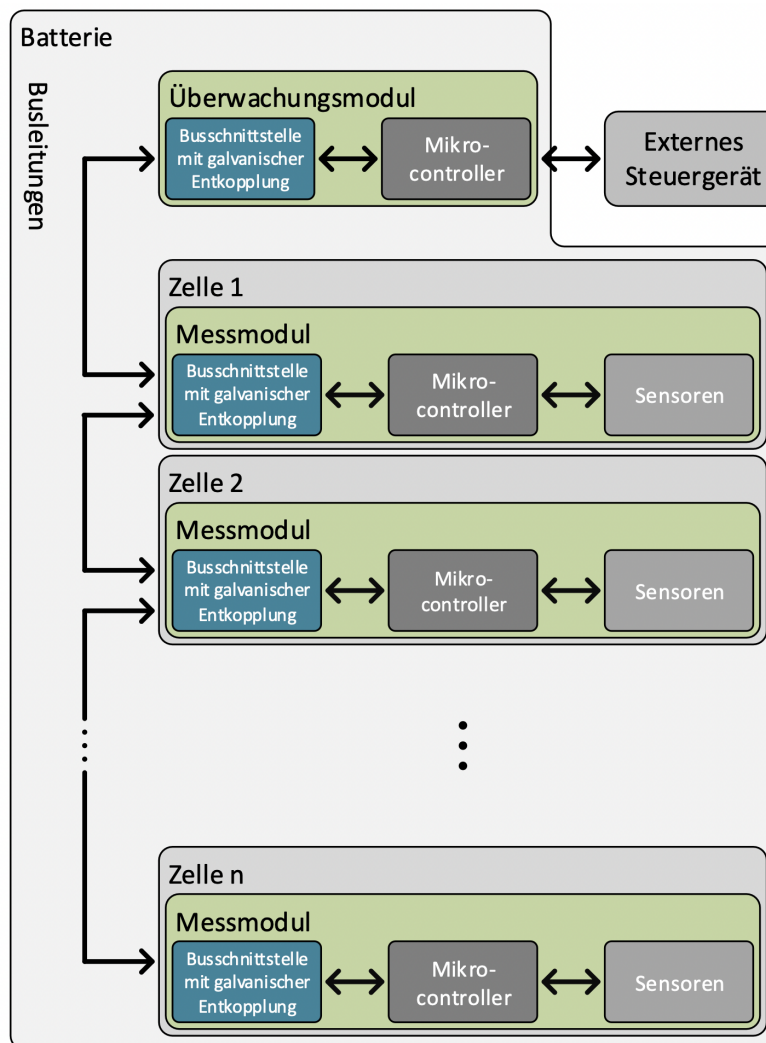 Batterie
Busleitungen
Überwachungsmodul
Busschnittstelle
mit galvanischer
Entkopplung
Mikro-
controller
Externes
Steuergerät
Zelle 1
Messmodul
Busschnittstelle
mit galvanischer
Entkopplung
Mikro-
controller
Sensoren
Zelle 2
Messmodul
Busschnittstelle
mit galvanischer
Entkopplung
Mikro-
controller
Sensoren
Zelle n
Messmodul
Busschnittstelle
mit galvanischer
Entkopplung
Mikro-
controller
Sensoren